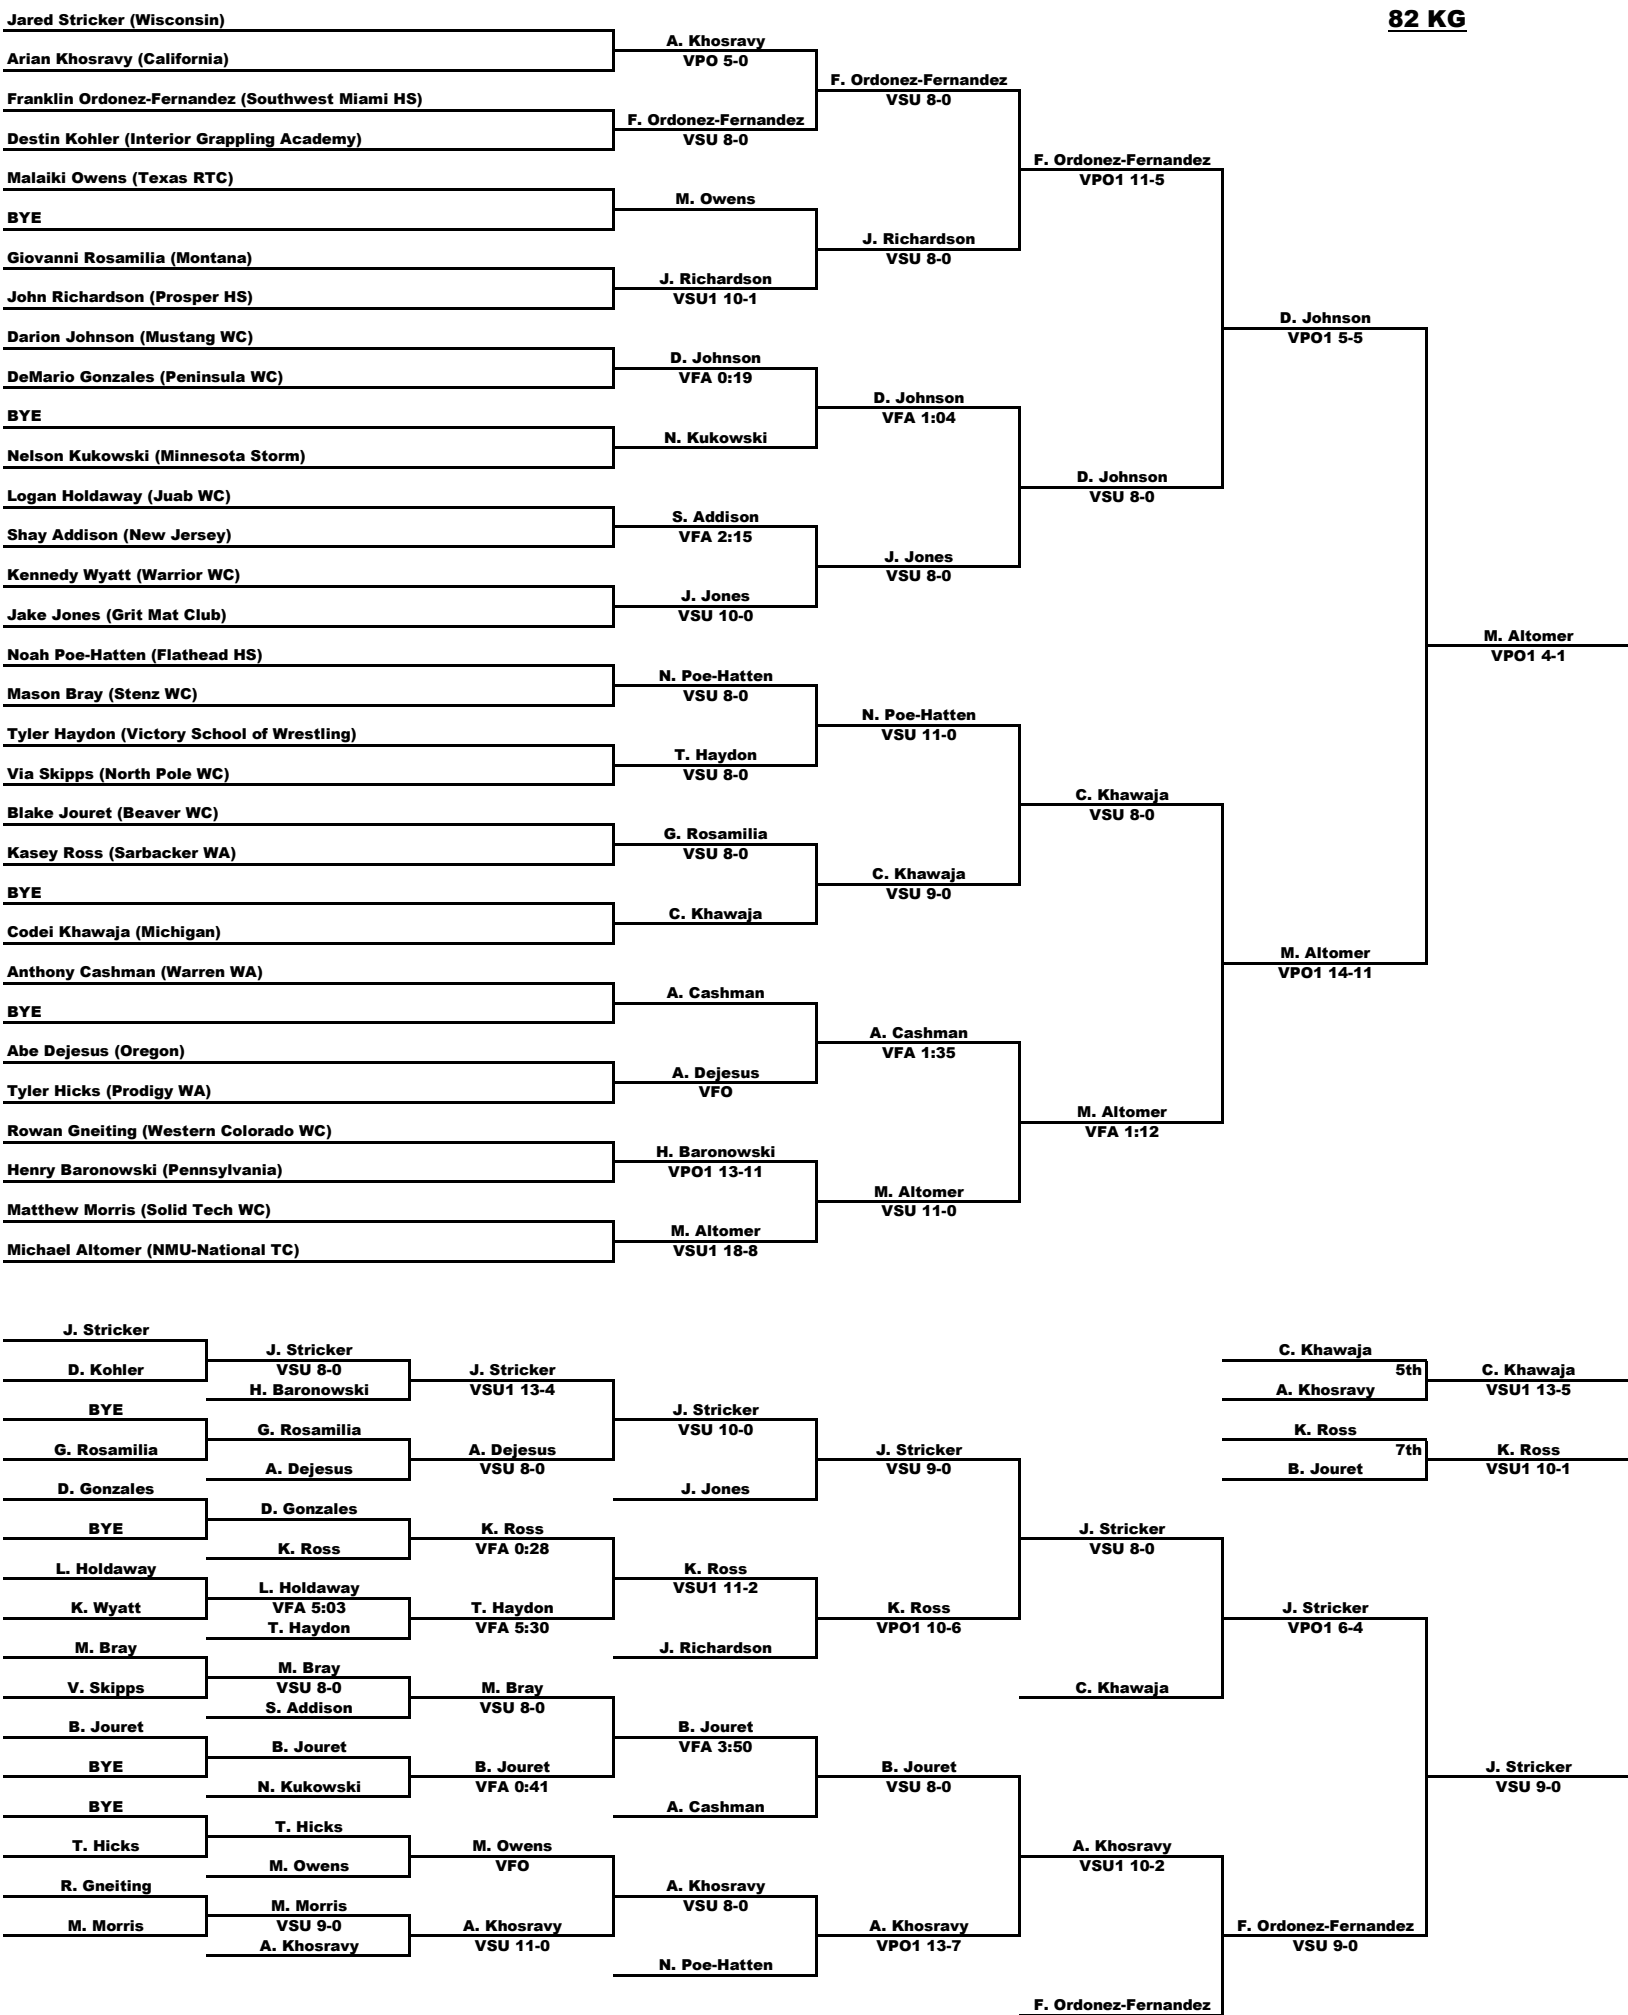 82 KG
Jared Stricker (Wisconsin)
A. Khosravy
Arian Khosravy (California)
VPO 5-0
F. Ordonez-Fernandez
Franklin Ordonez-Fernandez (Southwest Miami HS)
VSU 8-0
F. Ordonez-Fernandez
Destin Kohler (Interior Grappling Academy)
VSU 8-0
F. Ordonez-Fernandez
Malaiki Owens (Texas RTC)
VPO1 11-5
M. Owens
BYE
J. Richardson
Giovanni Rosamilia (Montana)
VSU 8-0
J. Richardson
John Richardson (Prosper HS)
VSU1 10-1
D. Johnson
Darion Johnson (Mustang WC)
VPO1 5-5
D. Johnson
DeMario Gonzales (Peninsula WC)
VFA 0:19
D. Johnson
BYE
VFA 1:04
N. Kukowski
Nelson Kukowski (Minnesota Storm)
D. Johnson
Logan Holdaway (Juab WC)
VSU 8-0
S. Addison
Shay Addison (New Jersey)
VFA 2:15
J. Jones
Kennedy Wyatt (Warrior WC)
VSU 8-0
J. Jones
Jake Jones (Grit Mat Club)
VSU 10-0
M. Altomer
Noah Poe-Hatten (Flathead HS)
VPO1 4-1
N. Poe-Hatten
Mason Bray (Stenz WC)
VSU 8-0
N. Poe-Hatten
Tyler Haydon (Victory School of Wrestling)
VSU 11-0
T. Haydon
Via Skipps (North Pole WC)
VSU 8-0
C. Khawaja
Blake Jouret (Beaver WC)
VSU 8-0
G. Rosamilia
Kasey Ross (Sarbacker WA)
VSU 8-0
C. Khawaja
BYE
VSU 9-0
C. Khawaja
Codei Khawaja (Michigan)
M. Altomer
Anthony Cashman (Warren WA)
VPO1 14-11
A. Cashman
BYE
A. Cashman
Abe Dejesus (Oregon)
VFA 1:35
A. Dejesus
Tyler Hicks (Prodigy WA)
VFO
M. Altomer
Rowan Gneiting (Western Colorado WC)
VFA 1:12
H. Baronowski
Henry Baronowski (Pennsylvania)
VPO1 13-11
M. Altomer
Matthew Morris (Solid Tech WC)
VSU 11-0
M. Altomer
Michael Altomer (NMU-National TC)
VSU1 18-8
J. Stricker
J. Stricker
C. Khawaja
D. Kohler
VSU 8-0
J. Stricker
5th
C. Khawaja
H. Baronowski
VSU1 13-4
A. Khosravy
VSU1 13-5
BYE
J. Stricker
G. Rosamilia
VSU 10-0
K. Ross
G. Rosamilia
A. Dejesus
J. Stricker
7th
K. Ross
A. Dejesus
VSU 8-0
VSU 9-0
B. Jouret
VSU1 10-1
D. Gonzales
J. Jones
D. Gonzales
BYE
K. Ross
J. Stricker
K. Ross
VFA 0:28
VSU 8-0
L. Holdaway
K. Ross
L. Holdaway
VSU1 11-2
K. Wyatt
VFA 5:03
T. Haydon
K. Ross
J. Stricker
T. Haydon
VFA 5:30
VPO1 10-6
VPO1 6-4
M. Bray
J. Richardson
M. Bray
V. Skipps
VSU 8-0
M. Bray
C. Khawaja
S. Addison
VSU 8-0
B. Jouret
B. Jouret
B. Jouret
VFA 3:50
BYE
B. Jouret
B. Jouret
J. Stricker
N. Kukowski
VFA 0:41
VSU 8-0
VSU 9-0
BYE
A. Cashman
T. Hicks
T. Hicks
M. Owens
A. Khosravy
M. Owens
VFO
VSU1 10-2
R. Gneiting
A. Khosravy
M. Morris
VSU 8-0
M. Morris
VSU 9-0
A. Khosravy
A. Khosravy
F. Ordonez-Fernandez
A. Khosravy
VSU 11-0
VPO1 13-7
VSU 9-0
N. Poe-Hatten
F. Ordonez-Fernandez